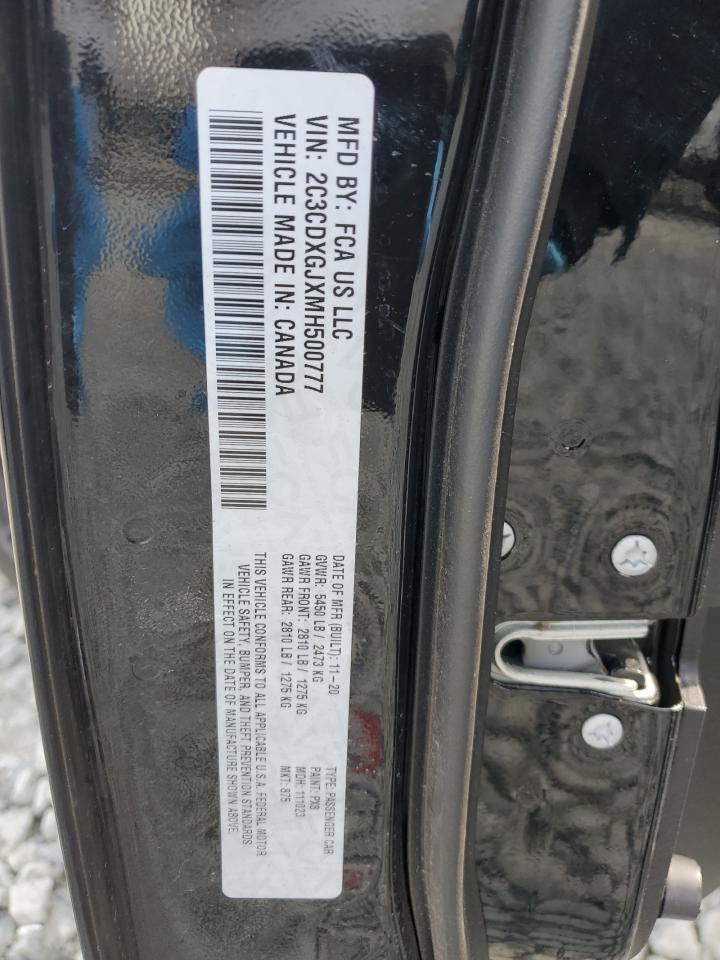 MFD BY: FCA US LLC
VIN: 2C3CDXGJXMH500777
VEHICLE MADE IN: CANADA
DATE OF MFR (BUILT): 11-20
GVWR: 5450 LB / 2473 KG
GAWR FRONT: 2810 LB / 1275 KG
GAWR REAR: 2810 LB / 1275 KG
TYPE: PASSENGER CAR
PAINT: PX8
MDH: 111023
MKT: 875
THIS VEHICLE CONFORMS TO ALL APPLICABLE U.S.A. FEDERAL MOTOR
VEHICLE SAFETY, BUMPER, AND THEFT PREVENTION STANDARDS
IN EFFECT ON THE DATE OF MANUFACTURE SHOWN ABOVE.